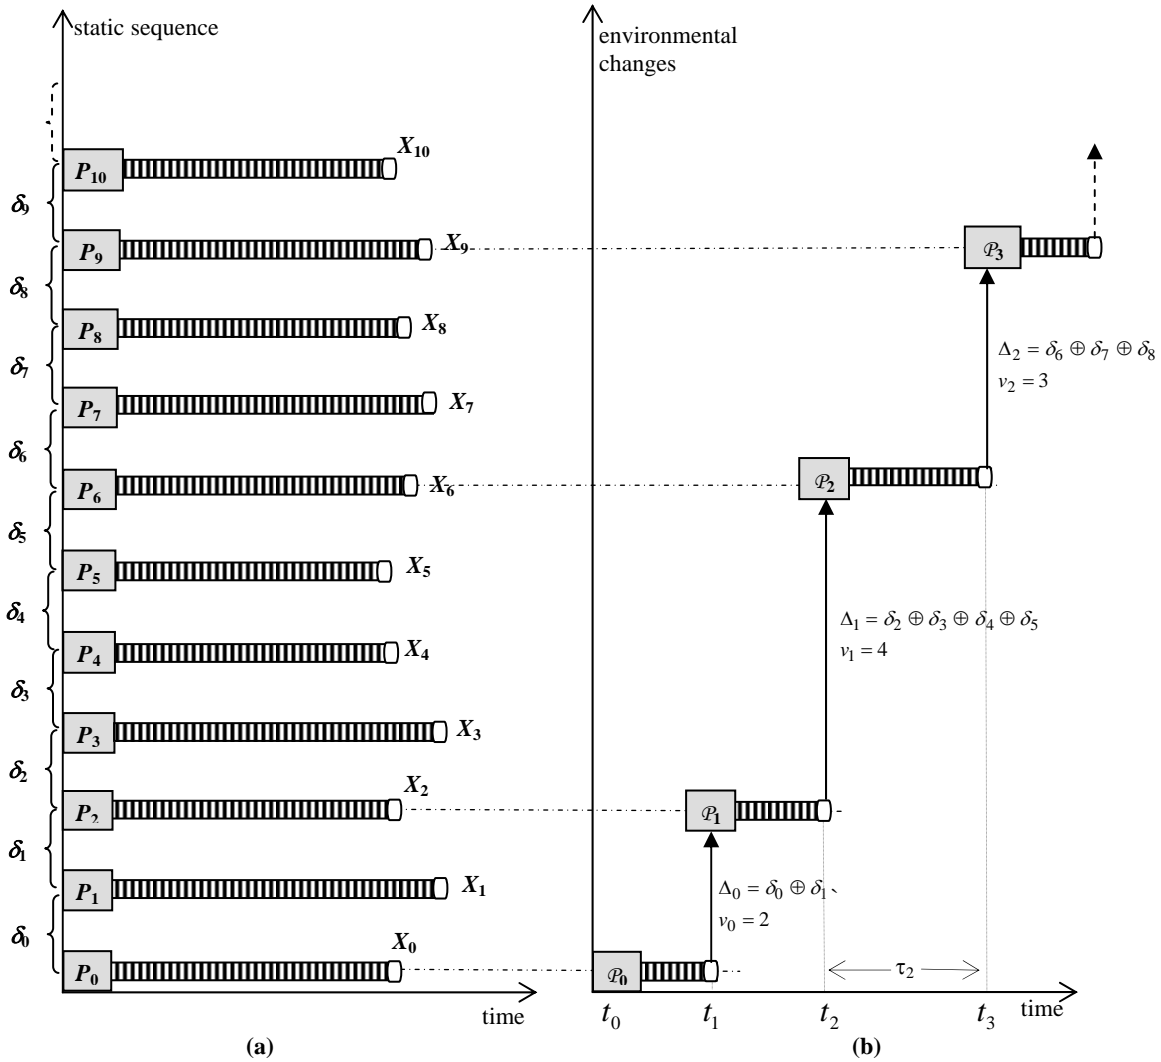 static sequence
X₁₀
P₁₀
δ₉
X₉
P₉
δ₈
X₈
P₈
δ₇
X₇
P₇
δ₆
X₆
P₆
δ₅
X₅
P₅
δ₄
X₄
P₄
δ₃
X₃
P₃
δ₂
X₂
P₂
δ₁
X₁
P₁
δ₀
X₀
P₀
time
(a)
environmental
changes
𝒫₃
Δ₂ = δ₆ ⊕ δ₇ ⊕ δ₈
v₂ = 3
𝒫₂
Δ₁ = δ₂ ⊕ δ₃ ⊕ δ₄ ⊕ δ₅
v₁ = 4
𝒫₁
Δ₀ = δ₀ ⊕ δ₁
v₀ = 2
𝒫₀
τ₂
t₀ t₁ t₂ t₃ time
(b)